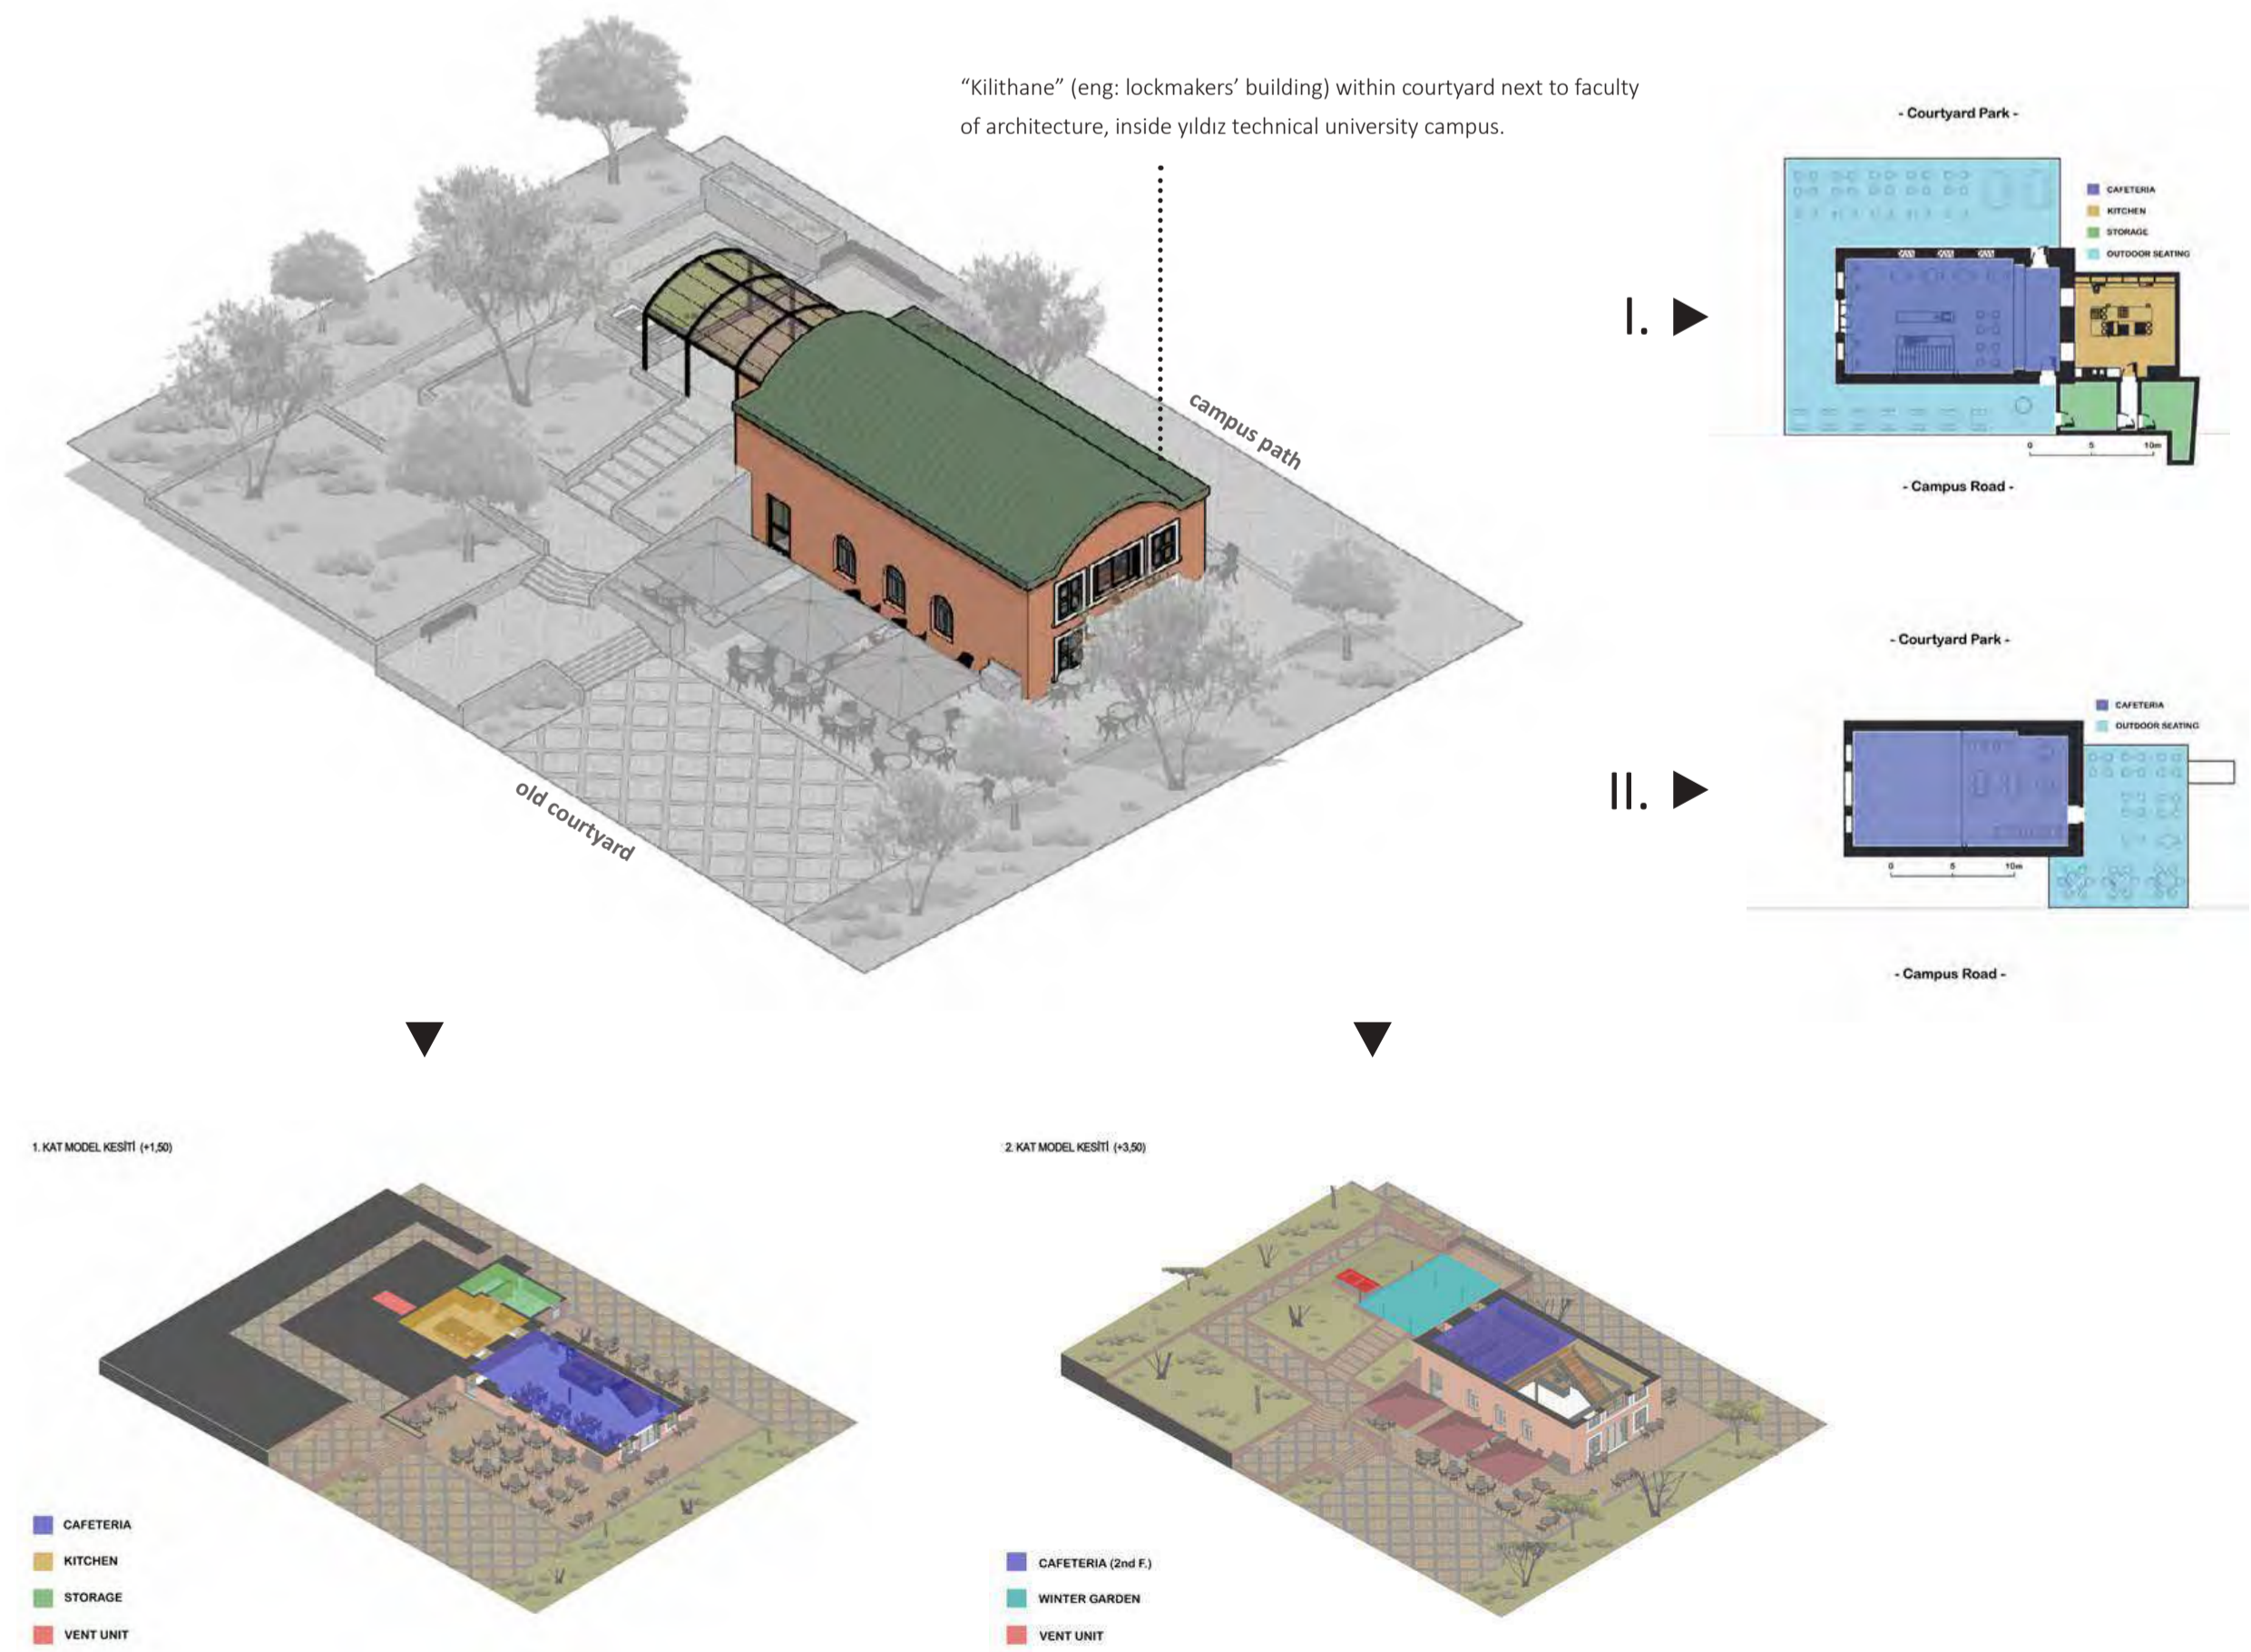 “Kilithane” (eng: lockmakers’ building) within courtyard next to faculty
of architecture, inside yıldız technical university campus.
campus path
old courtyard
I.
- Courtyard Park -
CAFETERIA
KITCHEN
STORAGE
OUTDOOR SEATING
0 5 10m
- Campus Road -
II.
- Courtyard Park -
CAFETERIA
OUTDOOR SEATING
0 5 10m
- Campus Road -
1. KAT MODEL KESİTİ (+1,50)
CAFETERIA
KITCHEN
STORAGE
VENT UNIT
2. KAT MODEL KESİTİ (+3,50)
CAFETERIA (2nd F.)
WINTER GARDEN
VENT UNIT